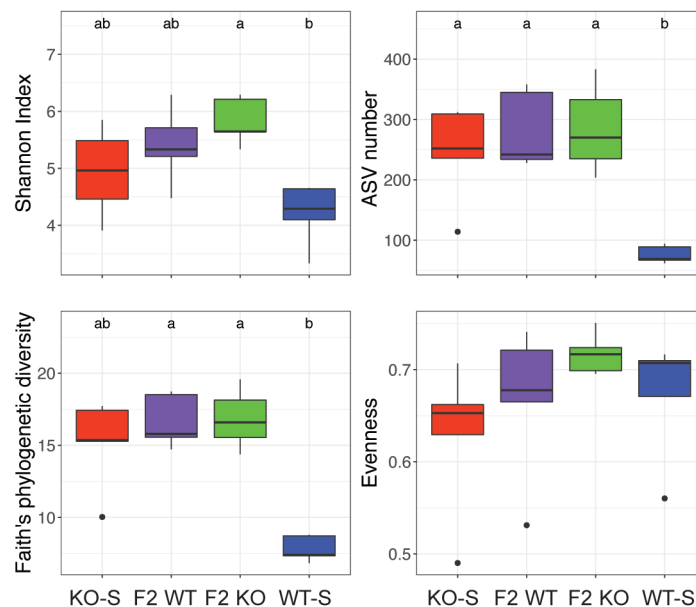 ab ab a b
7
6
5
4
Shannon Index
a a a b
400
300
200
100
ASV number
ab a a b
20
15
10
Faith's phylogenetic diversity
0.7
0.6
0.5
Evenness
KO-S F2 WT F2 KO WT-S
KO-S F2 WT F2 KO WT-S